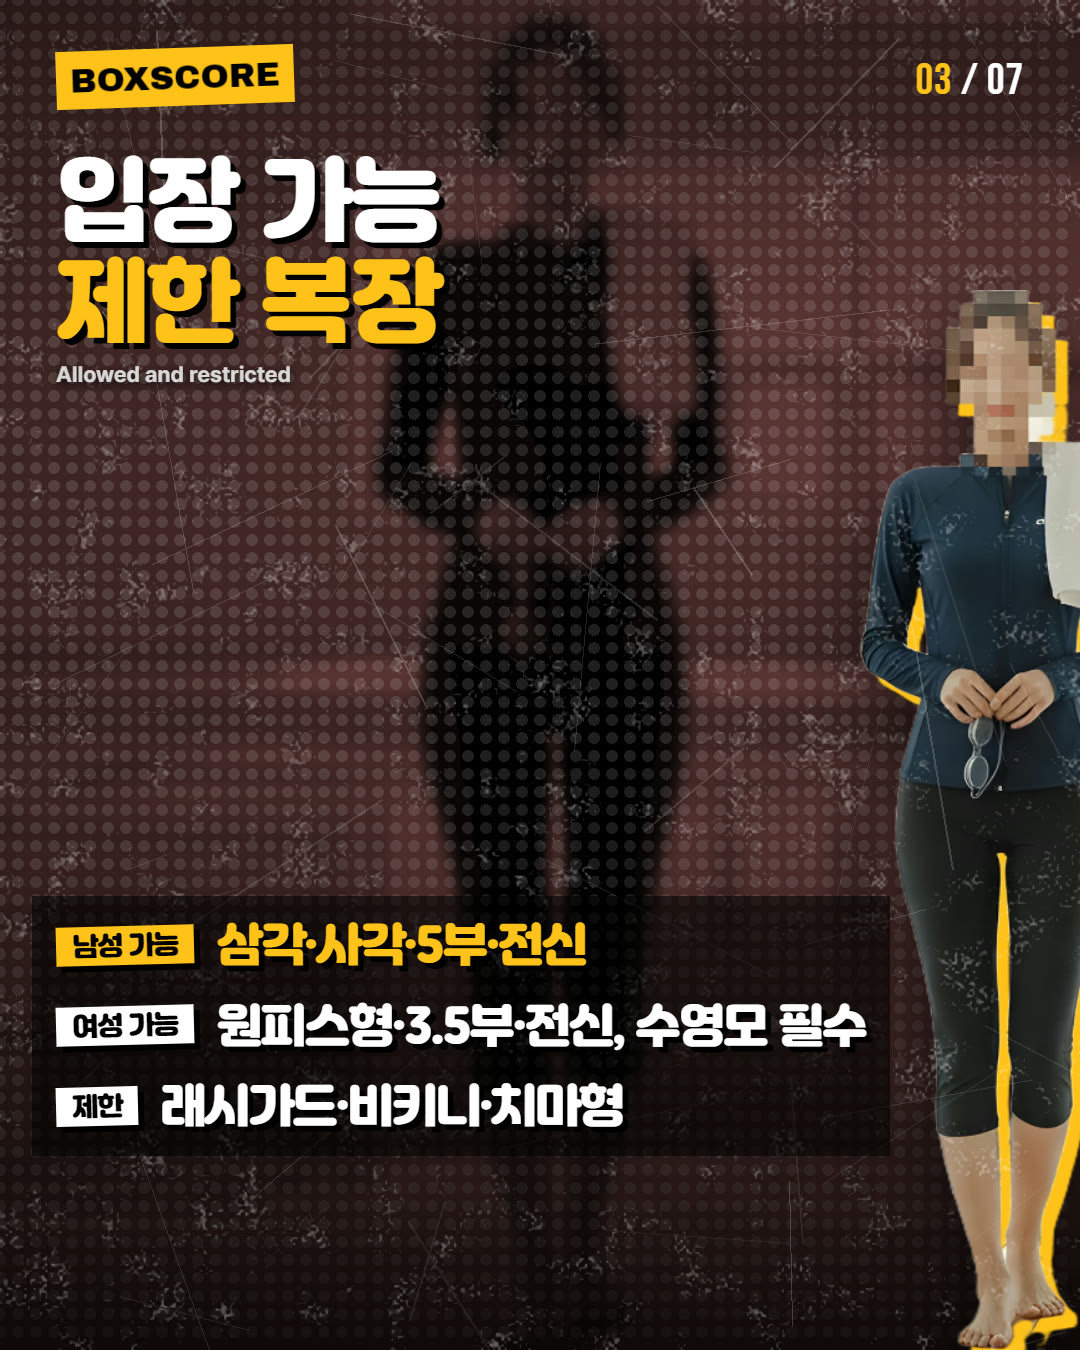 BOXSCORE
03 / 07
입장 가능
제한 복장
Allowed and restricted
남성 가능 삼각·사각·5부·전신
여성 가능 원피스형·3.5부·전신, 수영모 필수
제한 래시가드·비키니·치마형